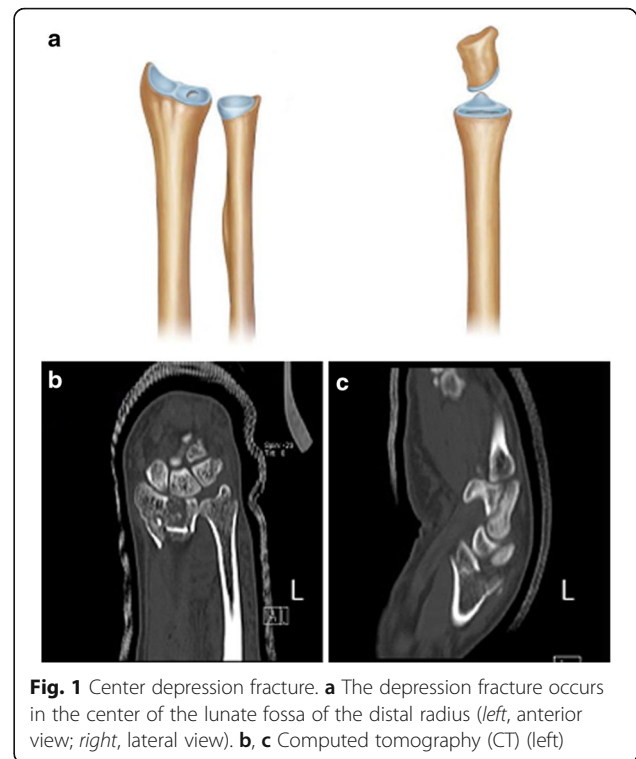 a
b
c
Spin: -23
Tilt: 0
L
L
Fig. 1 Center depression fracture. a The depression fracture occurs
in the center of the lunate fossa of the distal radius (left, anterior
view; right, lateral view). b, c Computed tomography (CT) (left)